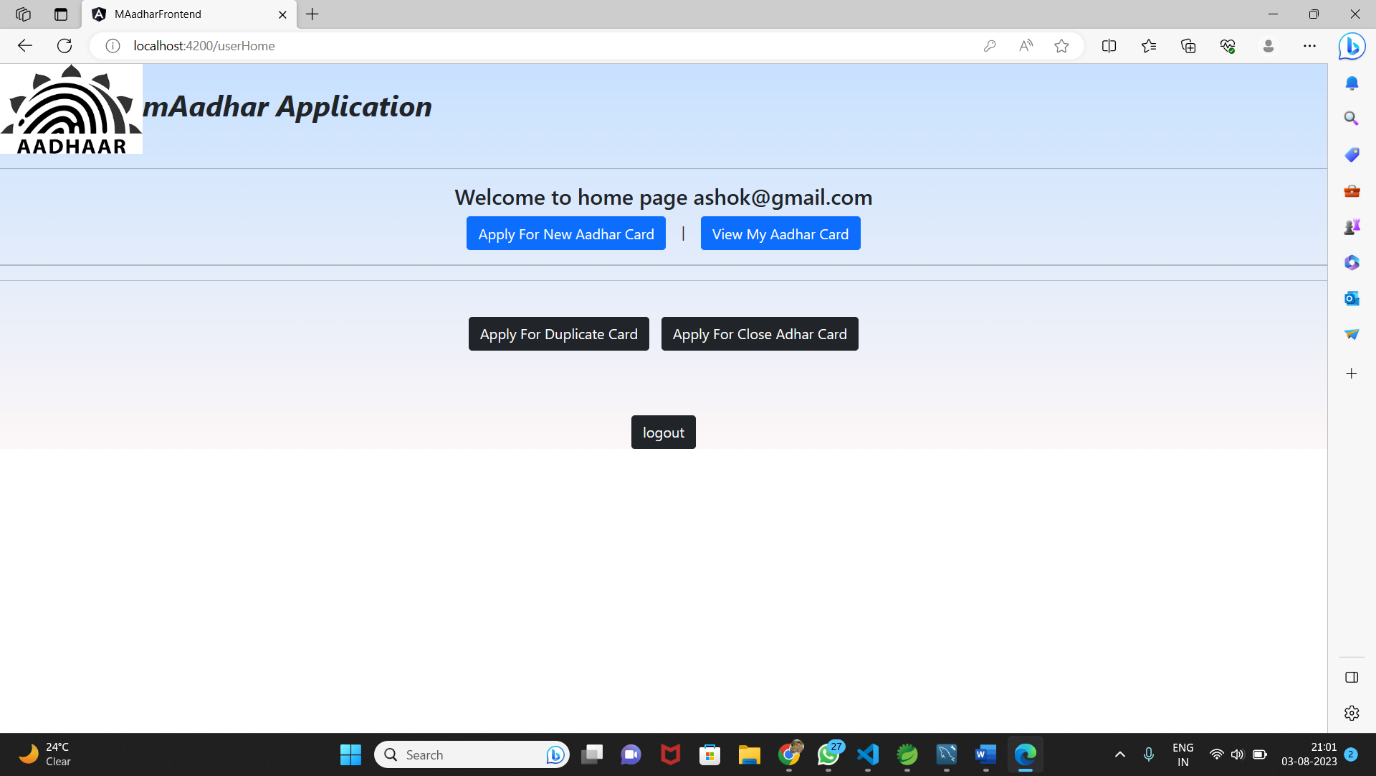 MAadharFrontend
localhost:4200/userHome
AADHAAR
mAadhar Application
Welcome to home page ashok@gmail.com
Apply For New Aadhar Card | View My Aadhar Card
Apply For Duplicate Card Apply For Close Adhar Card
logout
24°C
Clear
Search
27
ENG
IN
21:01
03-08-2023
2